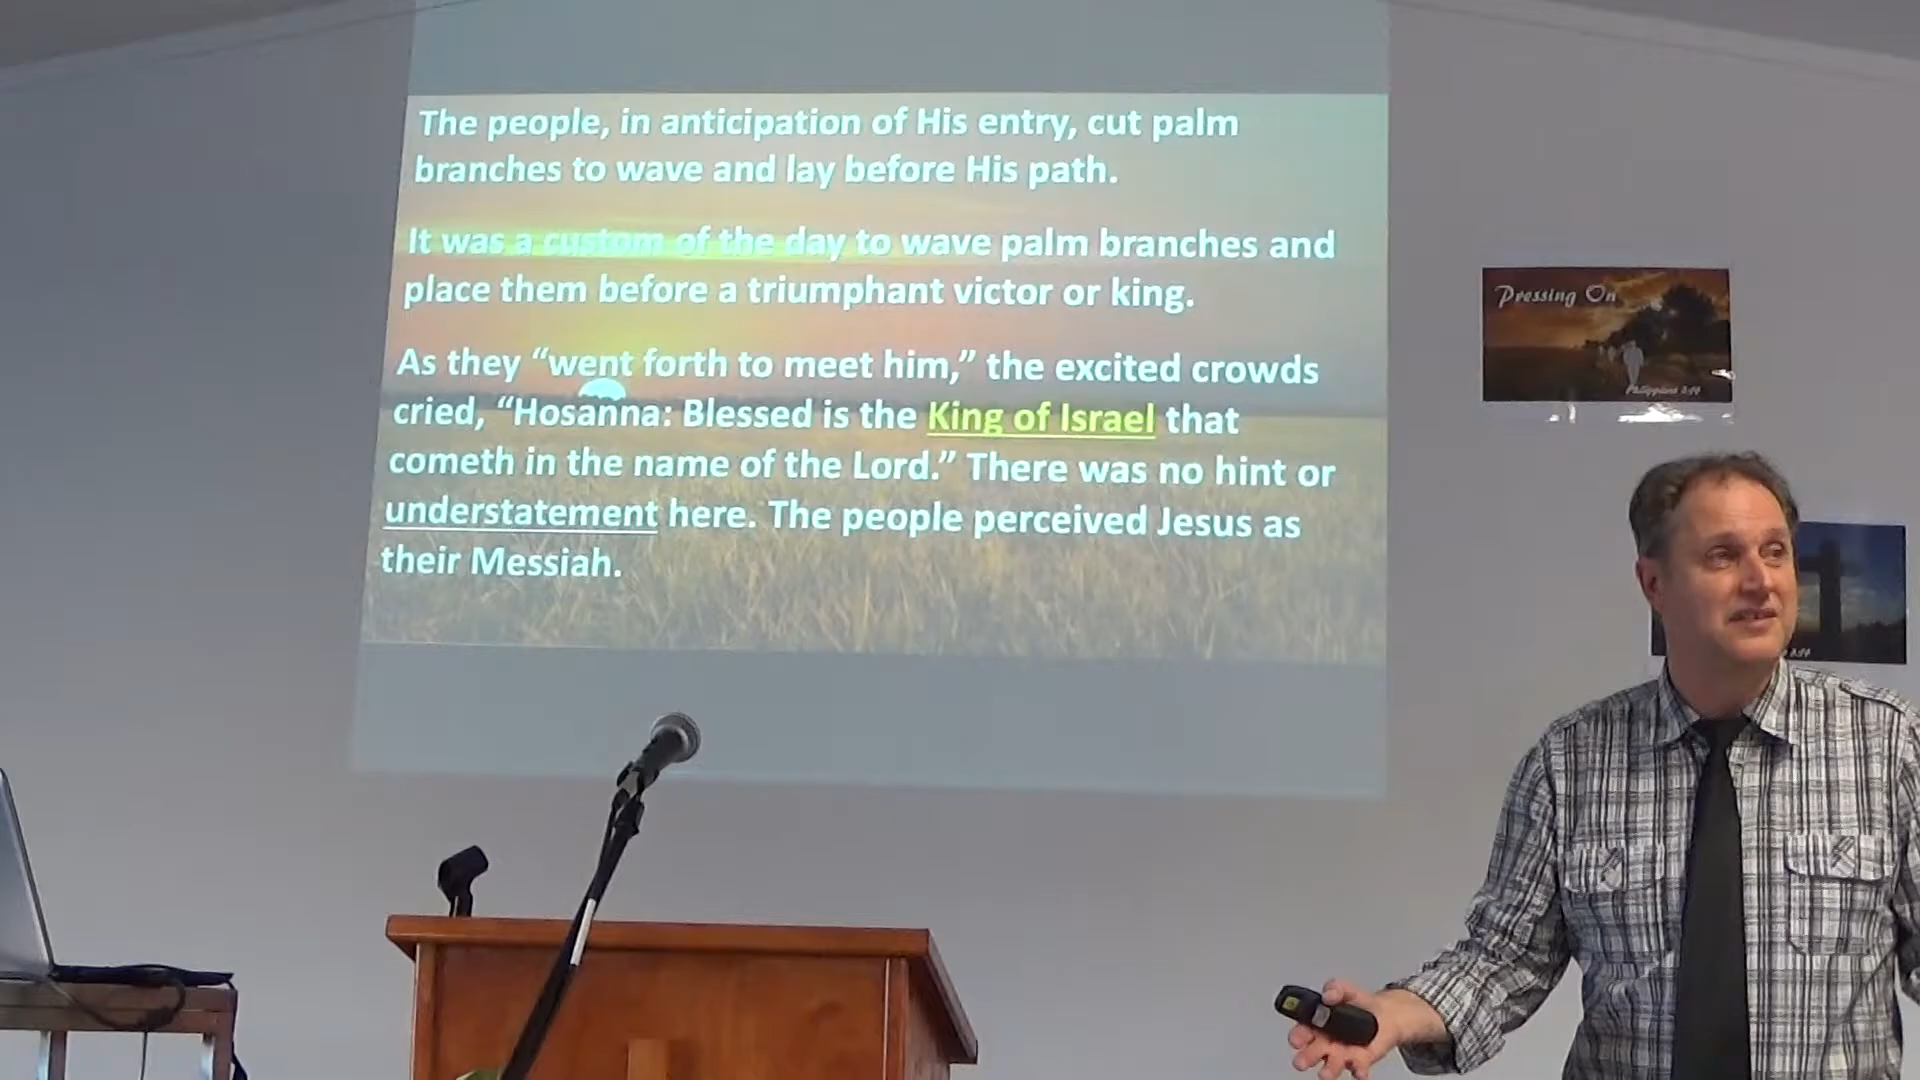 The people, in anticipation of His entry, cut palm
branches to wave and lay before His path.
It was a custom of the day to wave palm branches and
place them before a triumphant victor or king.
As they “went forth to meet him,” the excited crowds
cried, “Hosanna: Blessed is the King of Israel that
cometh in the name of the Lord.” There was no hint or
understatement here. The people perceived Jesus as
their Messiah.
Pressing On
Philippians 3:14